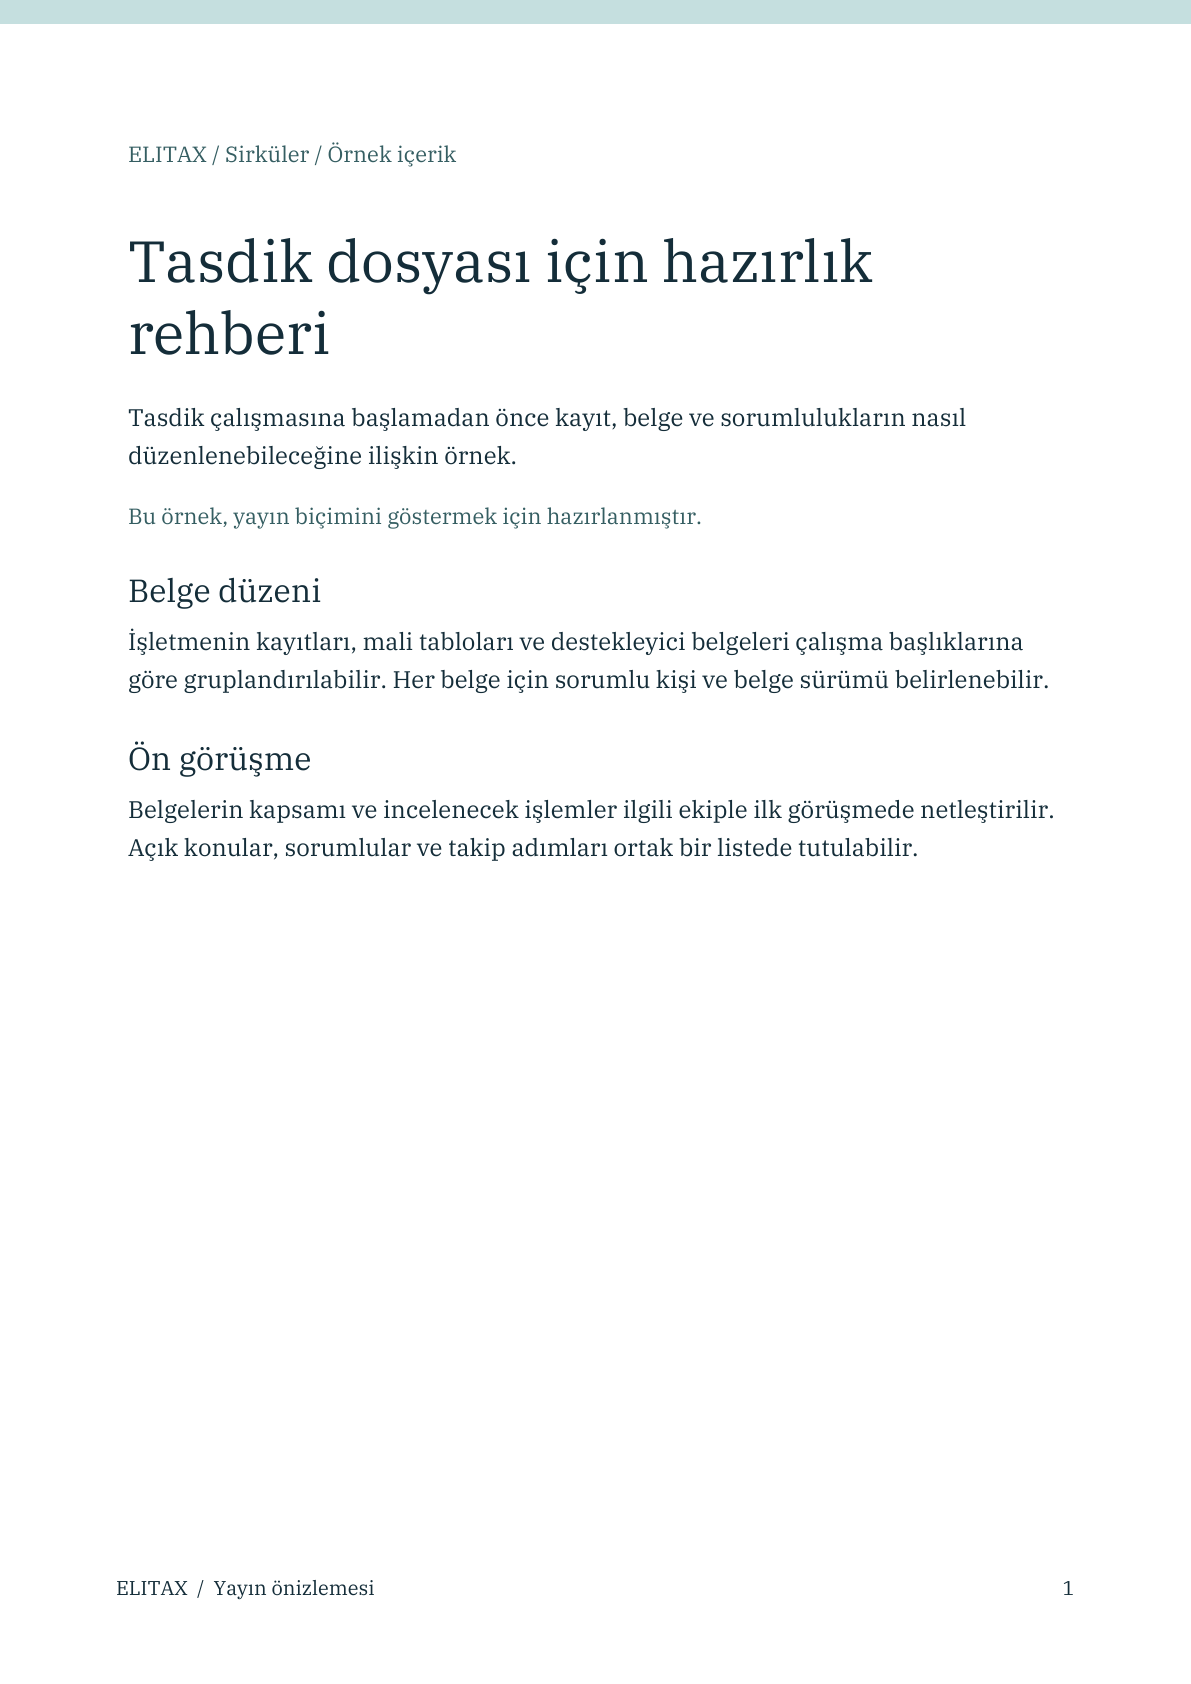 ELITAX / Sirküler / Örnek içerik
Tasdik dosyası için hazırlık
rehberi
Tasdik çalışmasına başlamadan önce kayıt, belge ve sorumlulukların nasıl
düzenlenebileceğine ilişkin örnek.
Bu örnek, yayın biçimini göstermek için hazırlanmıştır.
Belge düzeni
İşletmenin kayıtları, mali tabloları ve destekleyici belgeleri çalışma başlıklarına
göre gruplandırılabilir. Her belge için sorumlu kişi ve belge sürümü belirlenebilir.
Ön görüşme
Belgelerin kapsamı ve incelenecek işlemler ilgili ekiple ilk görüşmede netleştirilir.
Açık konular, sorumlular ve takip adımları ortak bir listede tutulabilir.
ELITAX / Yayın önizlemesi 1